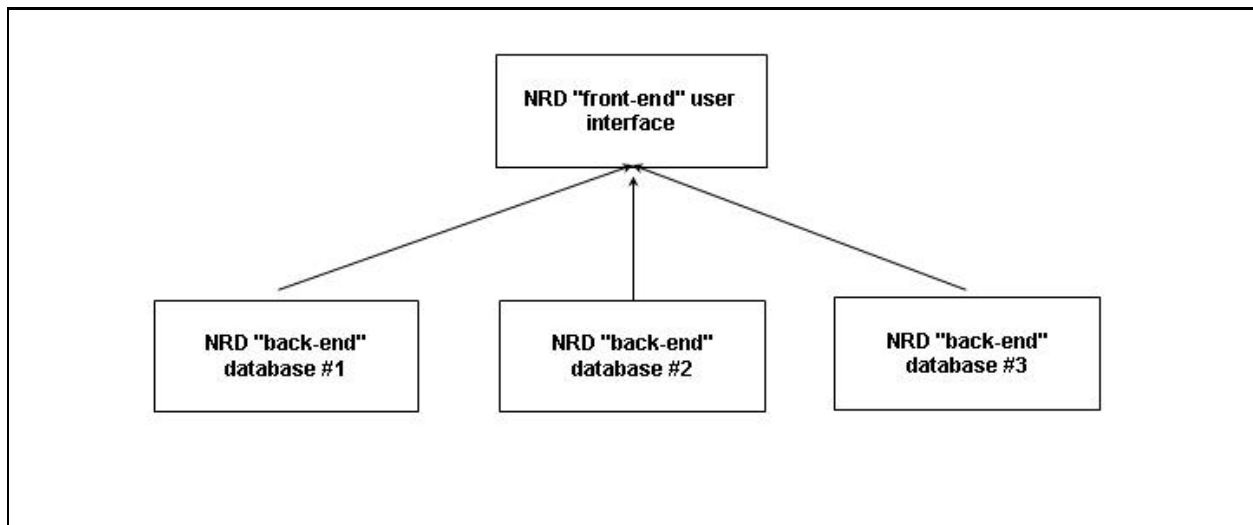 NRD "front-end" user
interface
NRD "back-end"
database #1
NRD "back-end"
database #2
NRD "back-end"
database #3